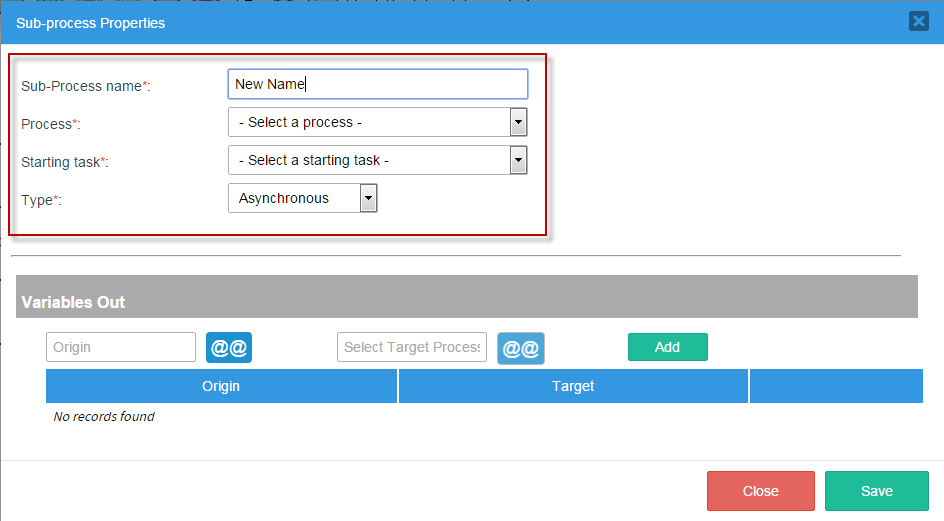 Sub-process Properties
Sub-Process name*: New Name
Process*: - Select a process -
Starting task*: - Select a starting task -
Type*: Asynchronous
Variables Out
Origin @@ Select Target Process @@ Add
Origin Target
No records found
Close Save